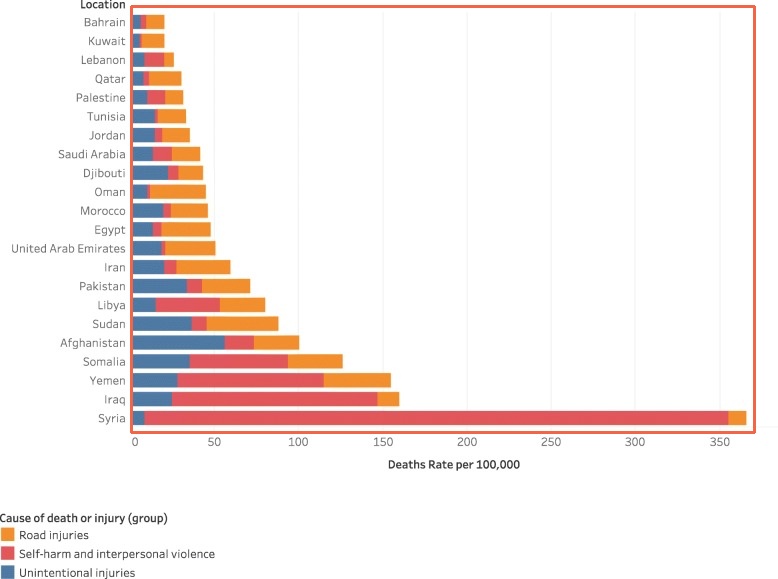 Location
Bahrain
Kuwait
Lebanon
Qatar
Palestine
Tunisia
Jordan
Saudi Arabia
Djibouti
Oman
Morocco
Egypt
United Arab Emirates
Iran
Pakistan
Libya
Sudan
Afghanistan
Somalia
Yemen
Iraq
Syria
0 50 100 150 200 250 300 350
Deaths Rate per 100,000
Cause of death or injury (group)
Road injuries
Self-harm and interpersonal violence
Unintentional injuries